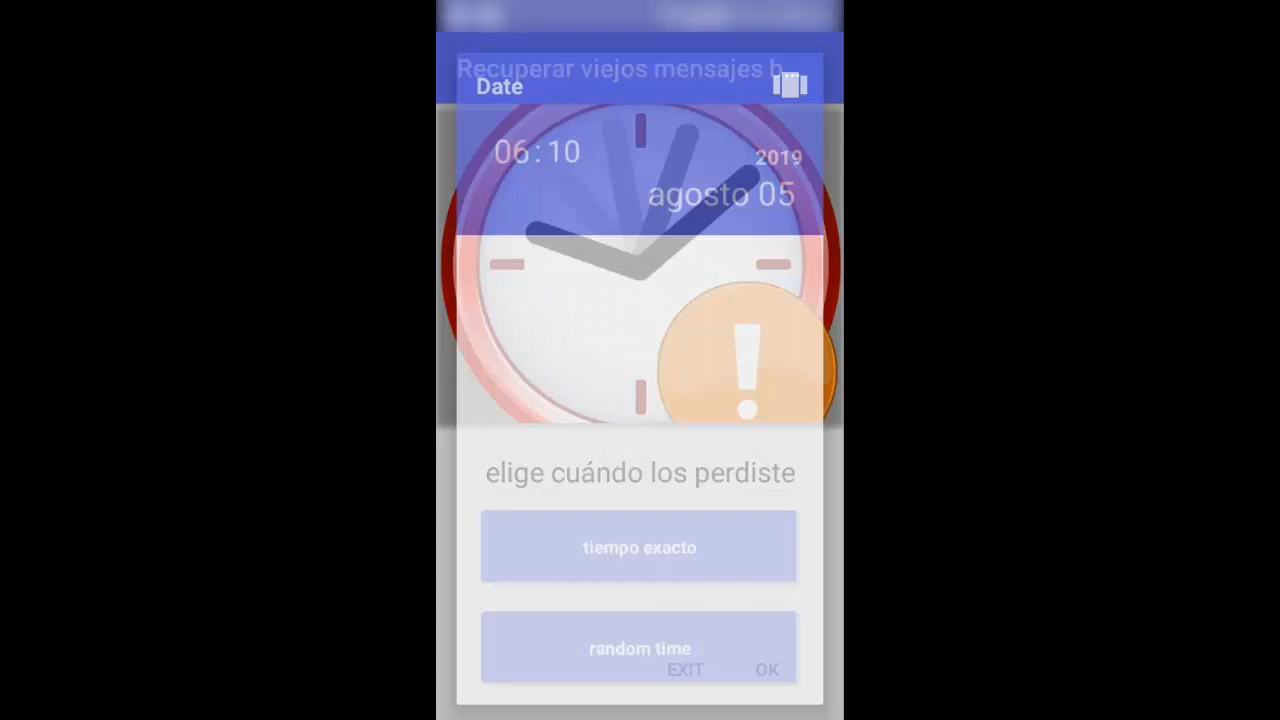 Recuperar viejos mensajes b
Date
06:10
2019
agosto 05
elige cuándo los perdiste
tiempo exacto
random time
EXIT
OK